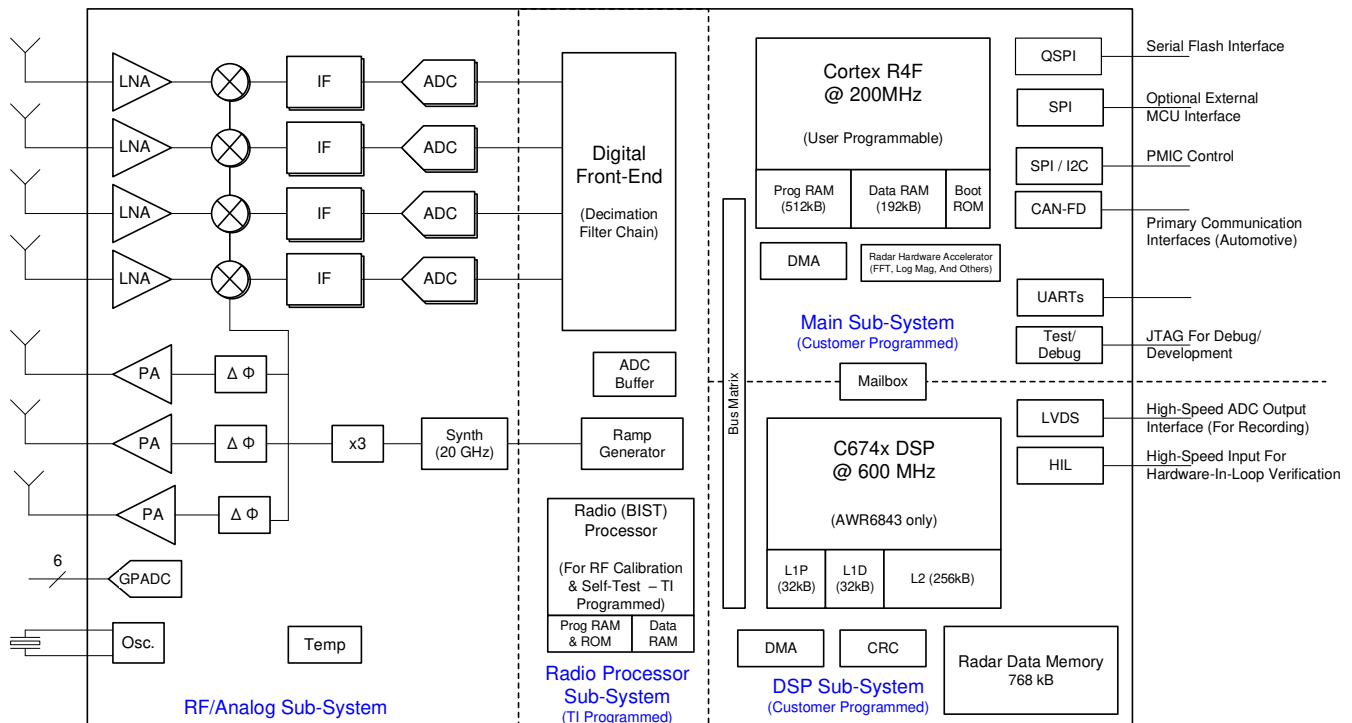 LNA
IF
ADC
LNA
IF
ADC
LNA
IF
ADC
LNA
IF
ADC
Digital
Front-End
(Decimation
Filter Chain)
PA
Δ Φ
PA
Δ Φ
PA
Δ Φ
x3
Synth
(20 GHz)
ADC
Buffer
Ramp
Generator
6
GPADC
Osc.
Temp
RF/Analog Sub-System
Radio (BIST)
Processor
(For RF Calibration
& Self-Test – TI
Programmed)
Prog RAM
& ROM
Data
RAM
Radio Processor
Sub-System
(TI Programmed)
Cortex R4F
@ 200MHz
(User Programmable)
Prog RAM
(512kB)
Data RAM
(192kB)
Boot
ROM
DMA
Radar Hardware Accelerator
(FFT, Log Mag, And Others)
Main Sub-System
(Customer Programmed)
Bus Matrix
Mailbox
C674x DSP
@ 600 MHz
(AWR6843 only)
L1P
(32kB)
L1D
(32kB)
L2 (256kB)
DMA
CRC
DSP Sub-System
(Customer Programmed)
Radar Data Memory
768 kB
QSPI
Serial Flash Interface
SPI
Optional External
MCU Interface
SPI / I2C
PMIC Control
CAN-FD
Primary Communication
Interfaces (Automotive)
UARTs
Test/
Debug
JTAG For Debug/
Development
LVDS
High-Speed ADC Output
Interface (For Recording)
HIL
High-Speed Input For
Hardware-In-Loop Verification